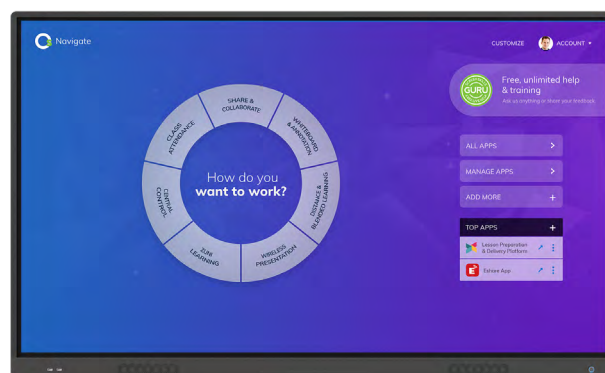 Navigate
CUSTOMIZE
ACCOUNT
GURU
Free, unlimited help
& training
Ask us anything or share your feedback
ALL APPS
MANAGE APPS
ADD MORE
TOP APPS
Lesson Preparation
& Delivery Platform
Eshare App
SHARE &
COLLABORATE
WHITEBOARD
& ANNOTATION
DISTANCE &
BLENDED LEARNING
WIRELESS
PRESENTATION
2UNI
LEARNING
CENTRAL
CONTROL
CLASS
ATTENDANCE
How do you
want to work?